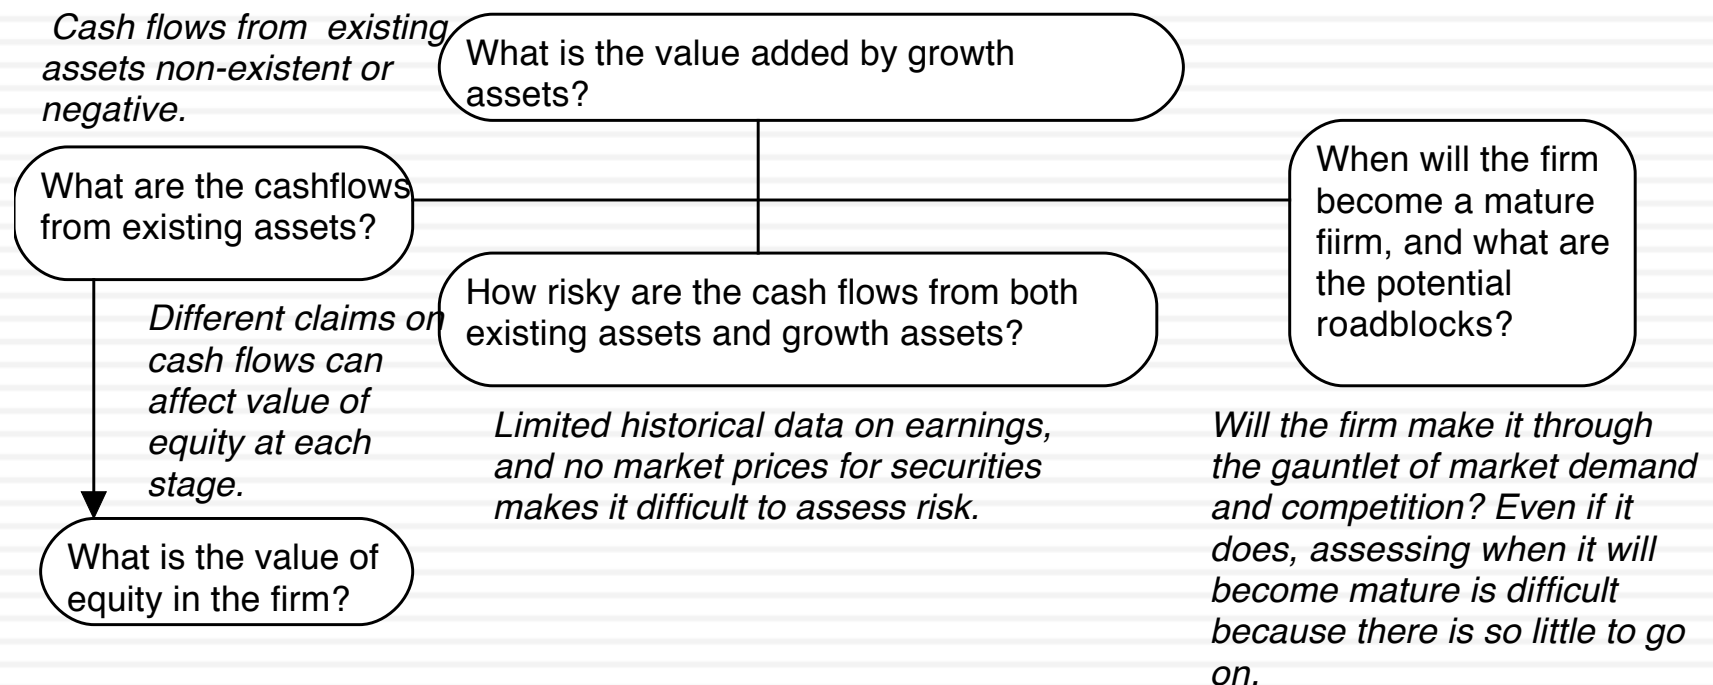 Cash flows from existing
assets non-existent or
negative.
What is the value added by growth
assets?
What are the cashflows
from existing assets?
When will the firm
become a mature
fiirm, and what are
the potential
roadblocks?
How risky are the cash flows from both
existing assets and growth assets?
Different claims on
cash flows can
affect value of
equity at each
stage.
Limited historical data on earnings,
and no market prices for securities
makes it difficult to assess risk.
Will the firm make it through
the gauntlet of market demand
and competition? Even if it
does, assessing when it will
become mature is difficult
because there is so little to go
on.
What is the value of
equity in the firm?